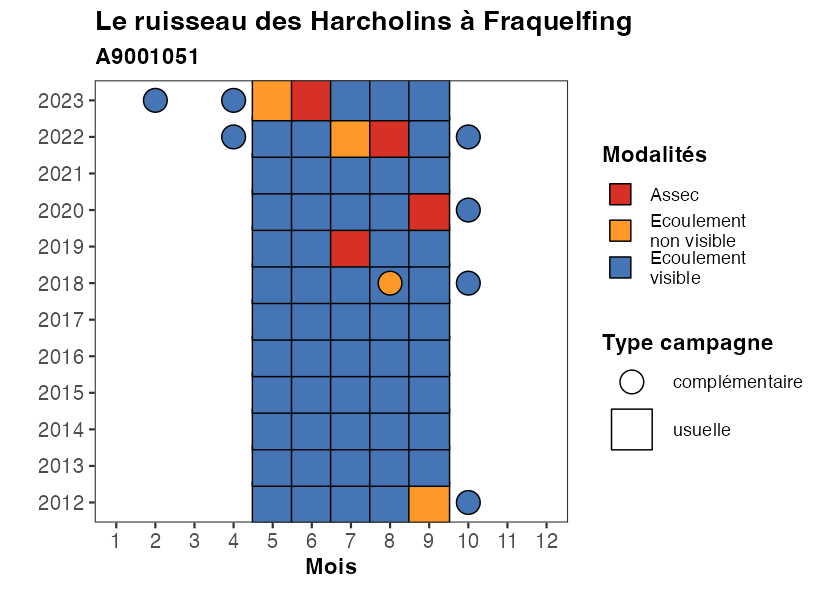 Le ruisseau des Harcholins à Fraquelfing
A9001051
2023
2022
2021
2020
2019
2018
2017
2016
2015
2014
2013
2012
1 2 3 4 5 6 7 8 9 10 11 12
Mois
Modalités
Assec
Ecoulement
non visible
Ecoulement
visible
Type campagne
complémentaire
usuelle